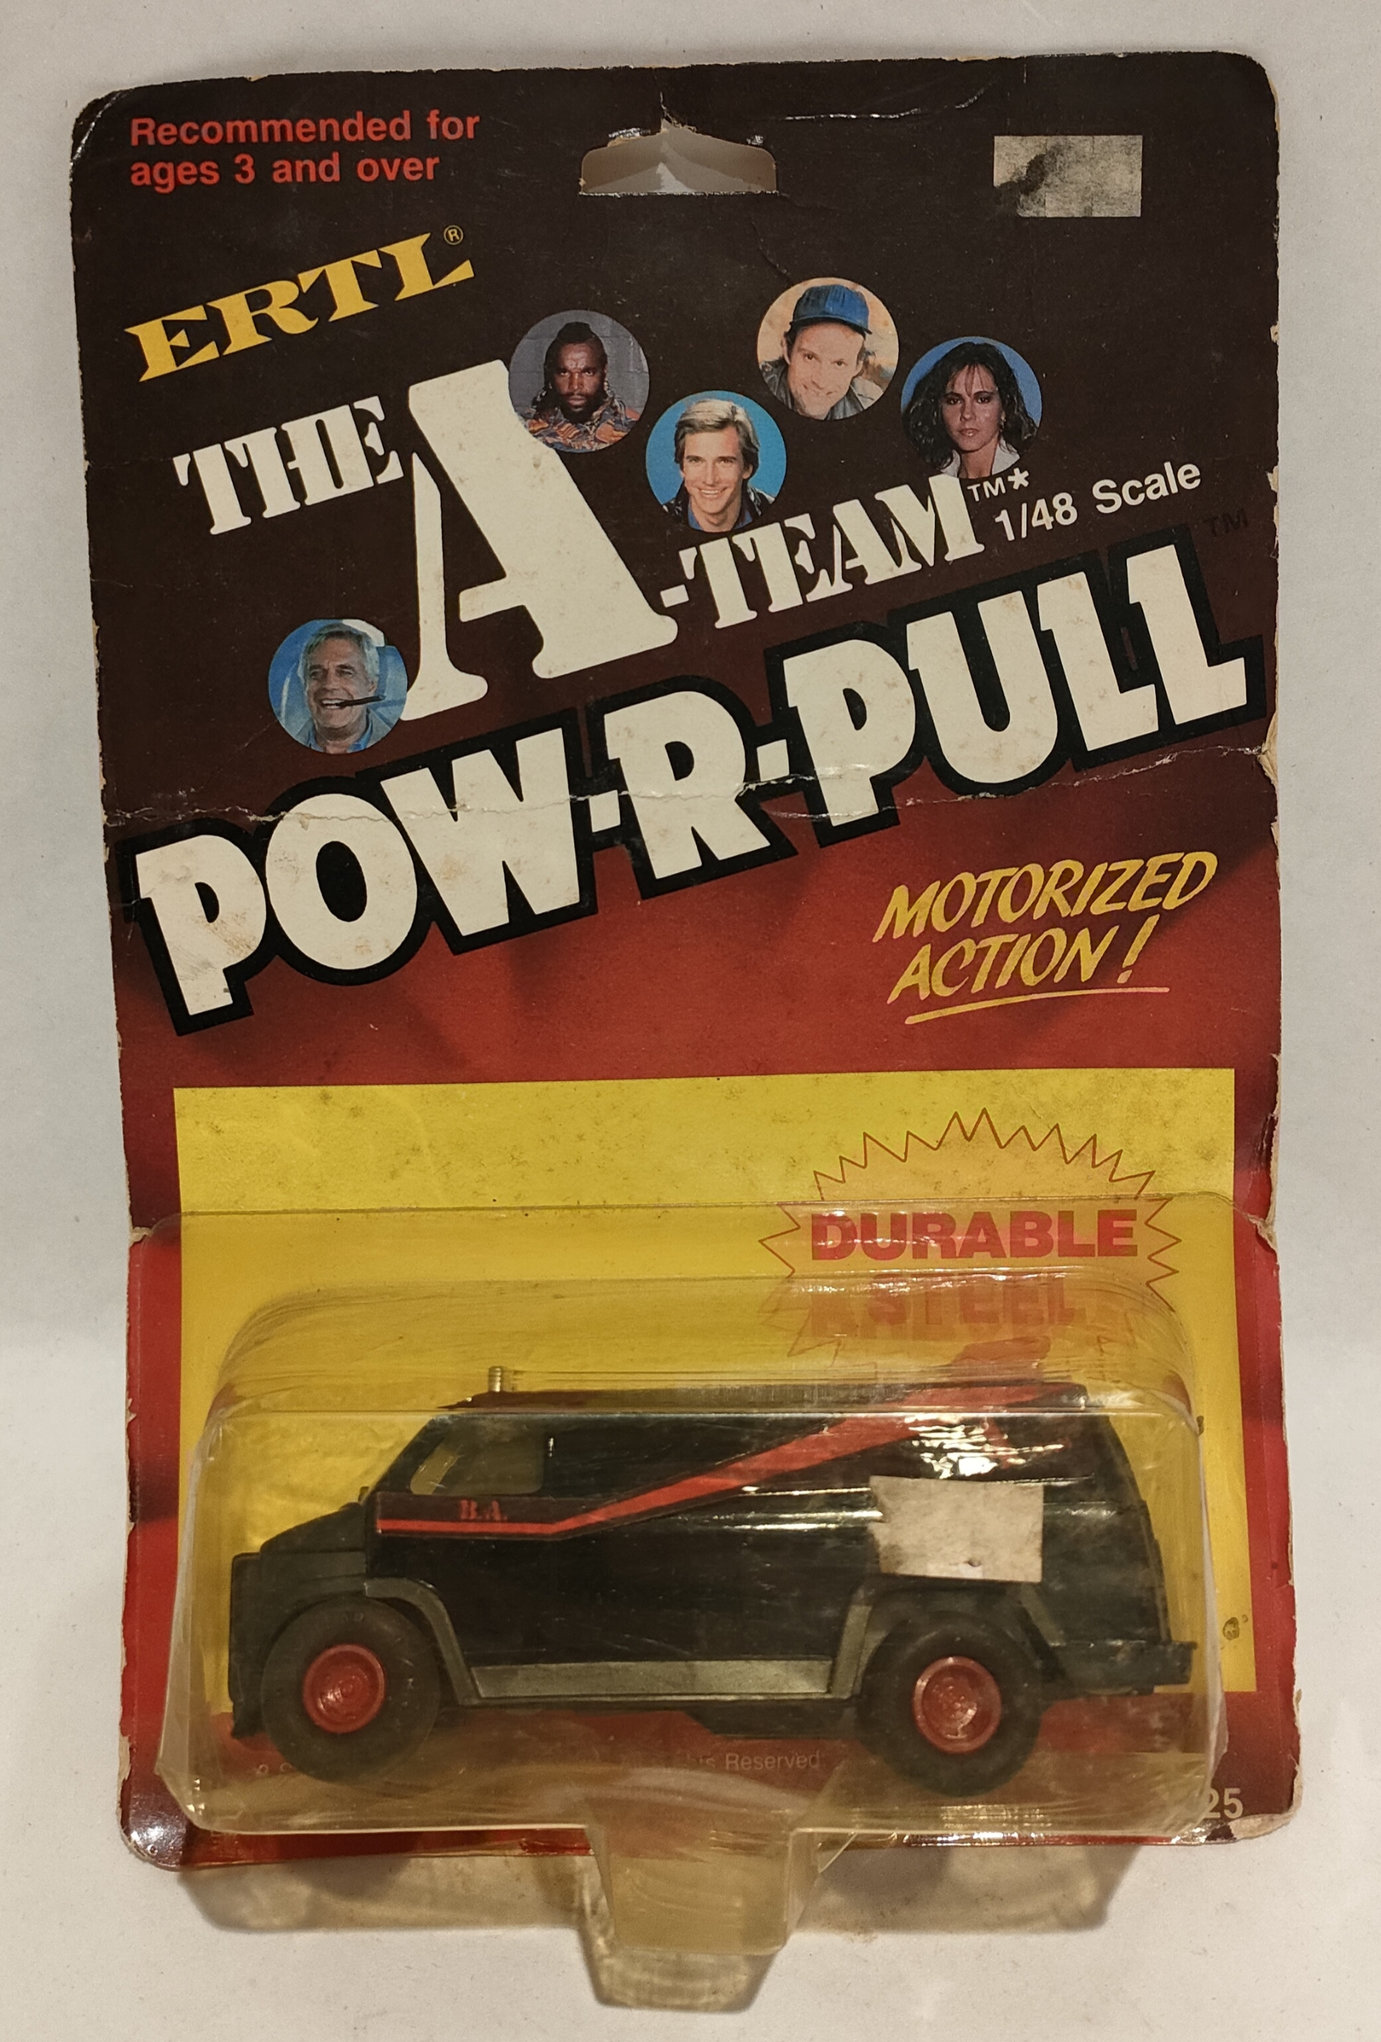 Recommended for
ages 3 and over
ERTL®
THE A-TEAM™*
1/48 Scale
POW-R-PULL™
MOTORIZED
ACTION!
DURABLE
STEEL
B.A.
Reserved
25